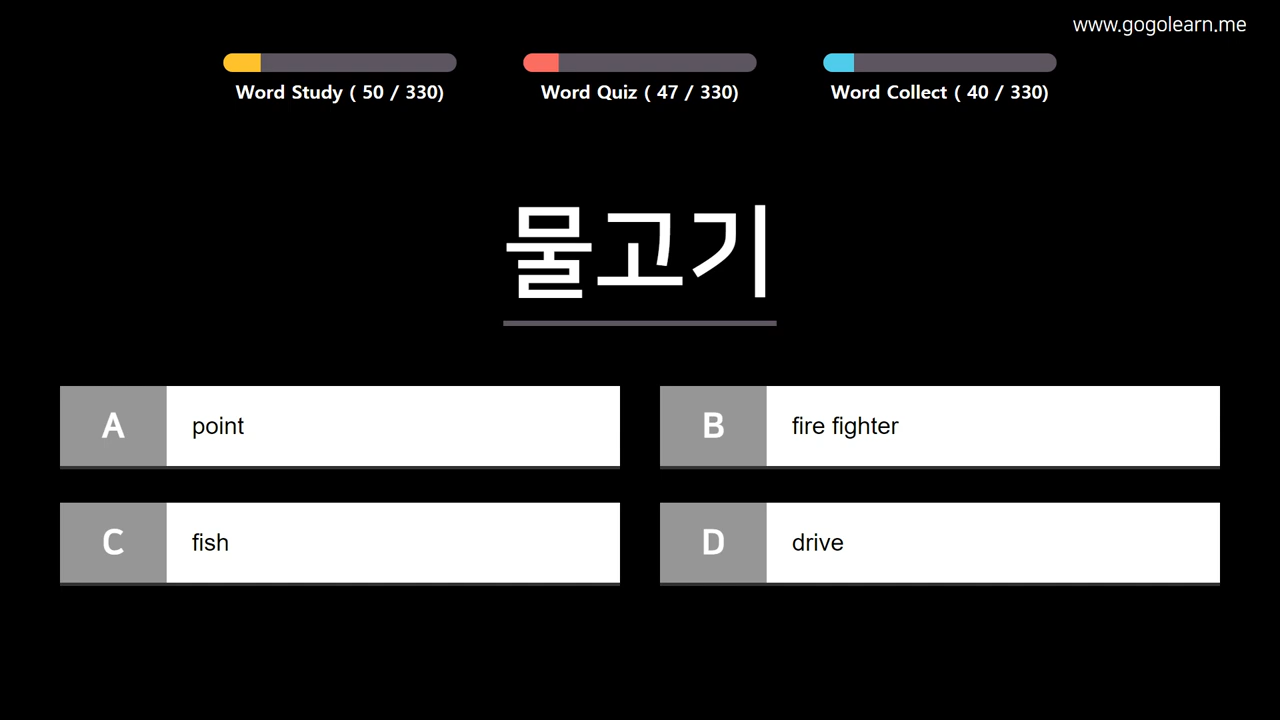 www.gogolearn.me
Word Study ( 50 / 330)
Word Quiz ( 47 / 330)
Word Collect ( 40 / 330)
물고기
A point
B fire fighter
C fish
D drive